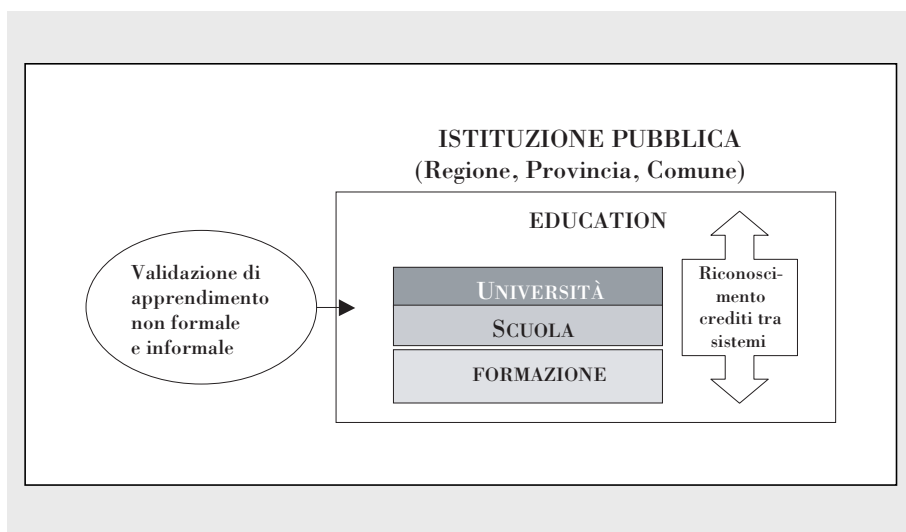 ISTITUZIONE PUBBLICA
(Regione, Provincia, Comune)
EDUCATION
Validazione di
apprendimento
non formale
e informale
UNIVERSITÀ
SCUOLA
FORMAZIONE
Riconosci-
mento
crediti tra
sistemi